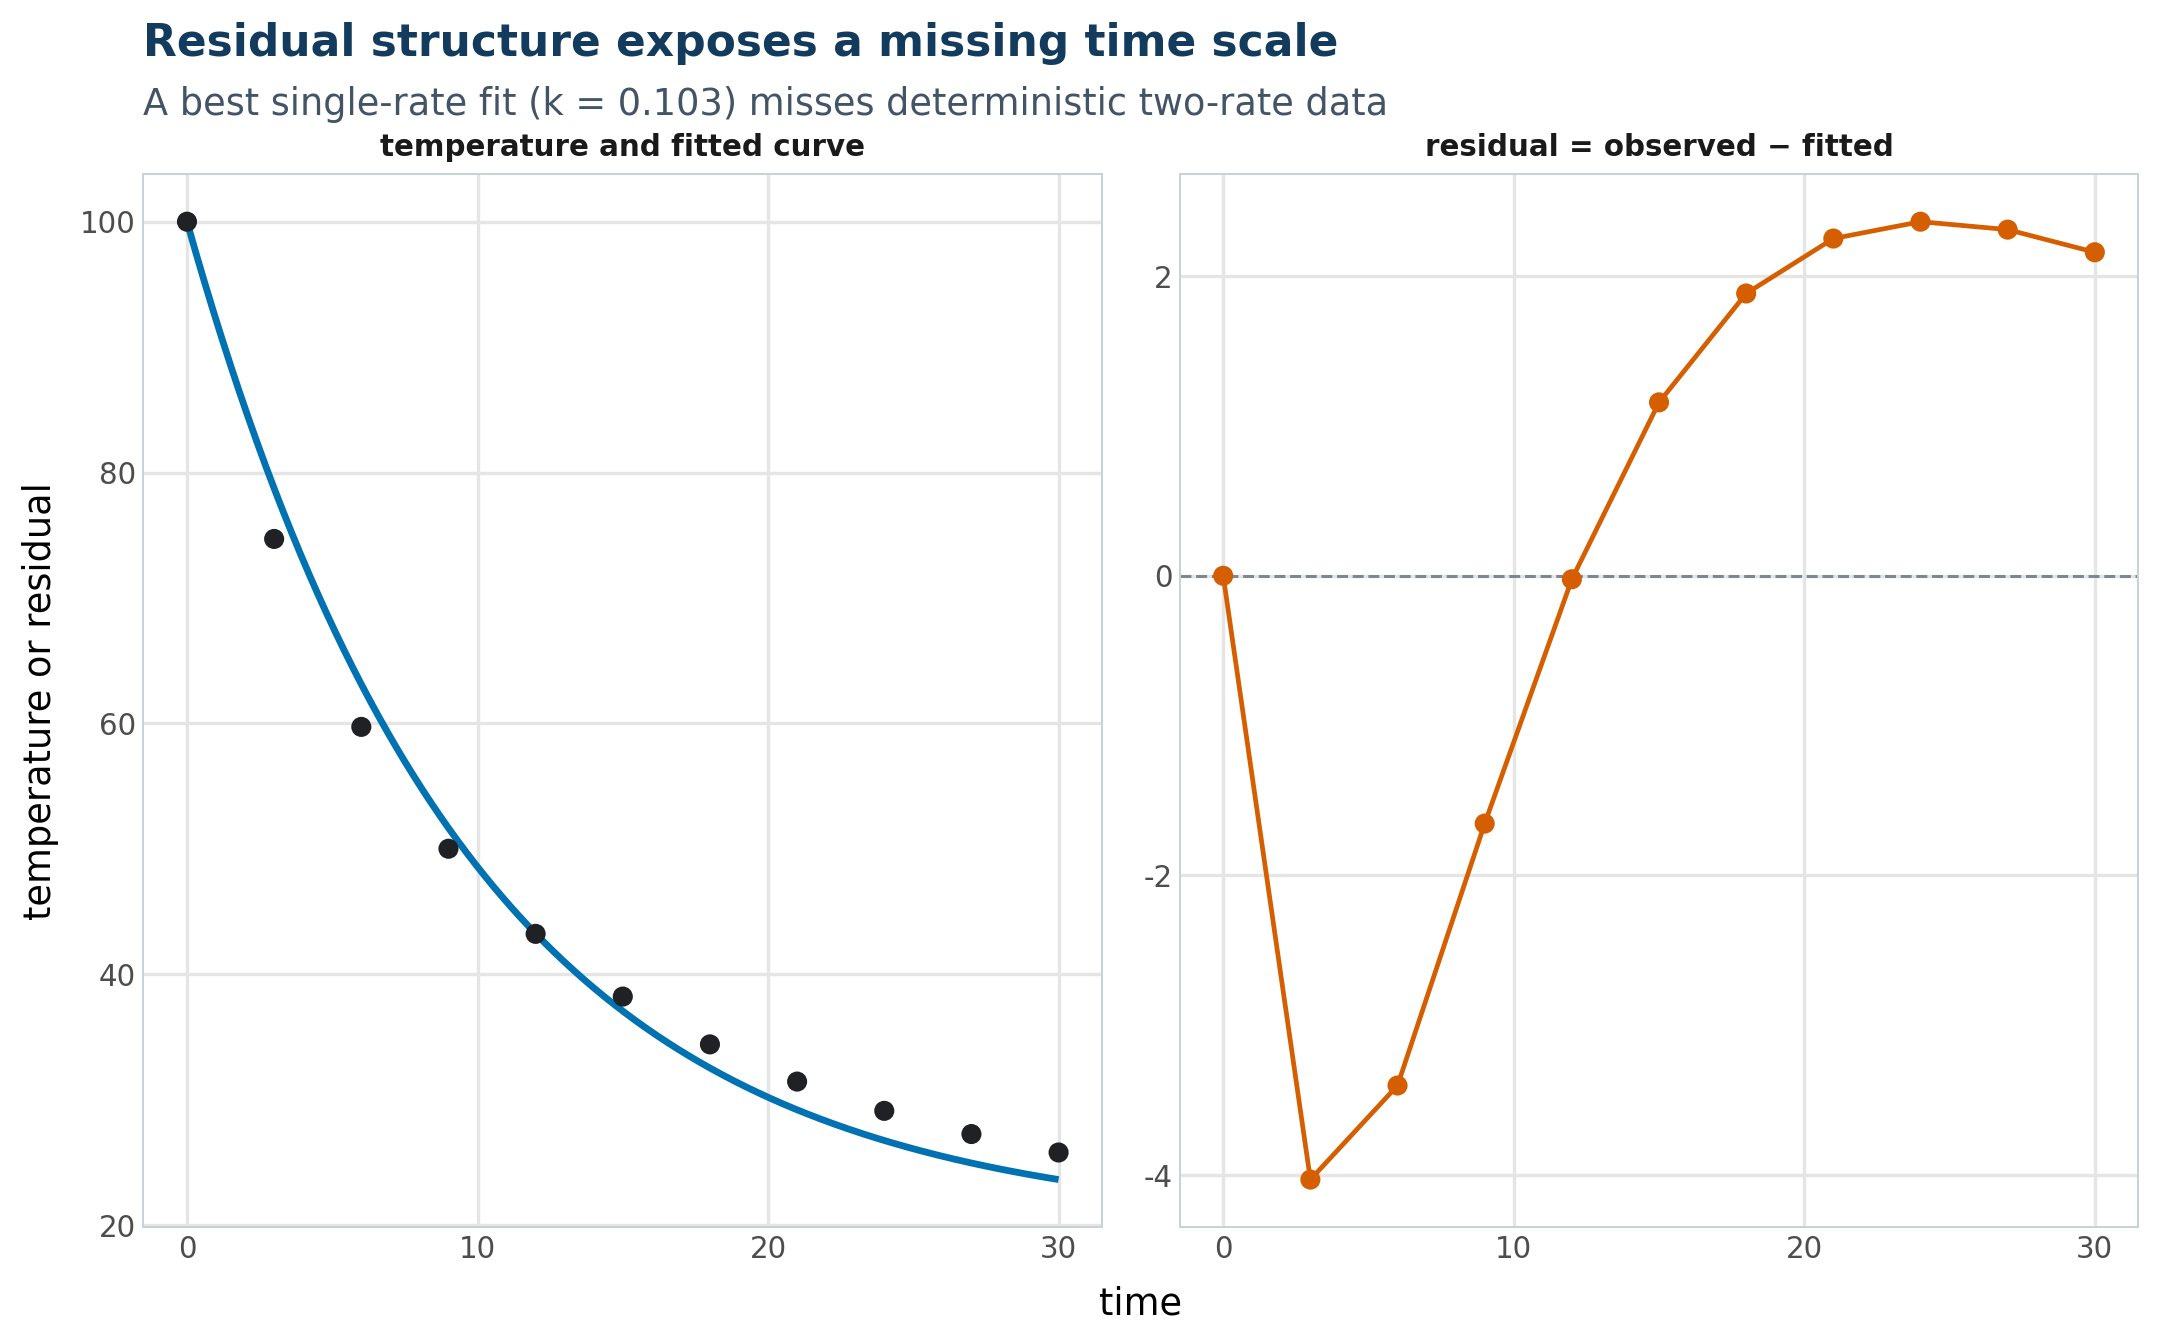 Residual structure exposes a missing time scale
A best single-rate fit (k = 0.103) misses deterministic two-rate data
temperature and fitted curve
residual = observed − fitted
temperature or residual
100
80
60
40
20
0
10
20
30
2
0
-2
-4
0
10
20
30
time